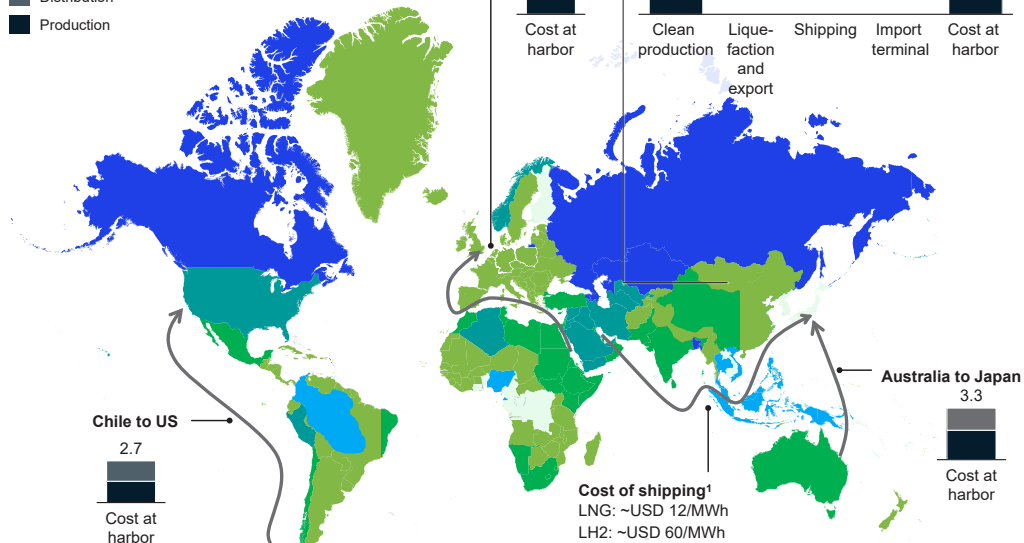 Distribution
Production
Cost at
harbor
Clean
production
Lique-
faction
and
export
Shipping
Import
terminal
Cost at
harbor
Chile to US
2.7
Cost at
harbor
Cost of shipping¹
LNG: ~USD 12/MWh
LH2: ~USD 60/MWh
Australia to Japan
3.3
Cost at
harbor